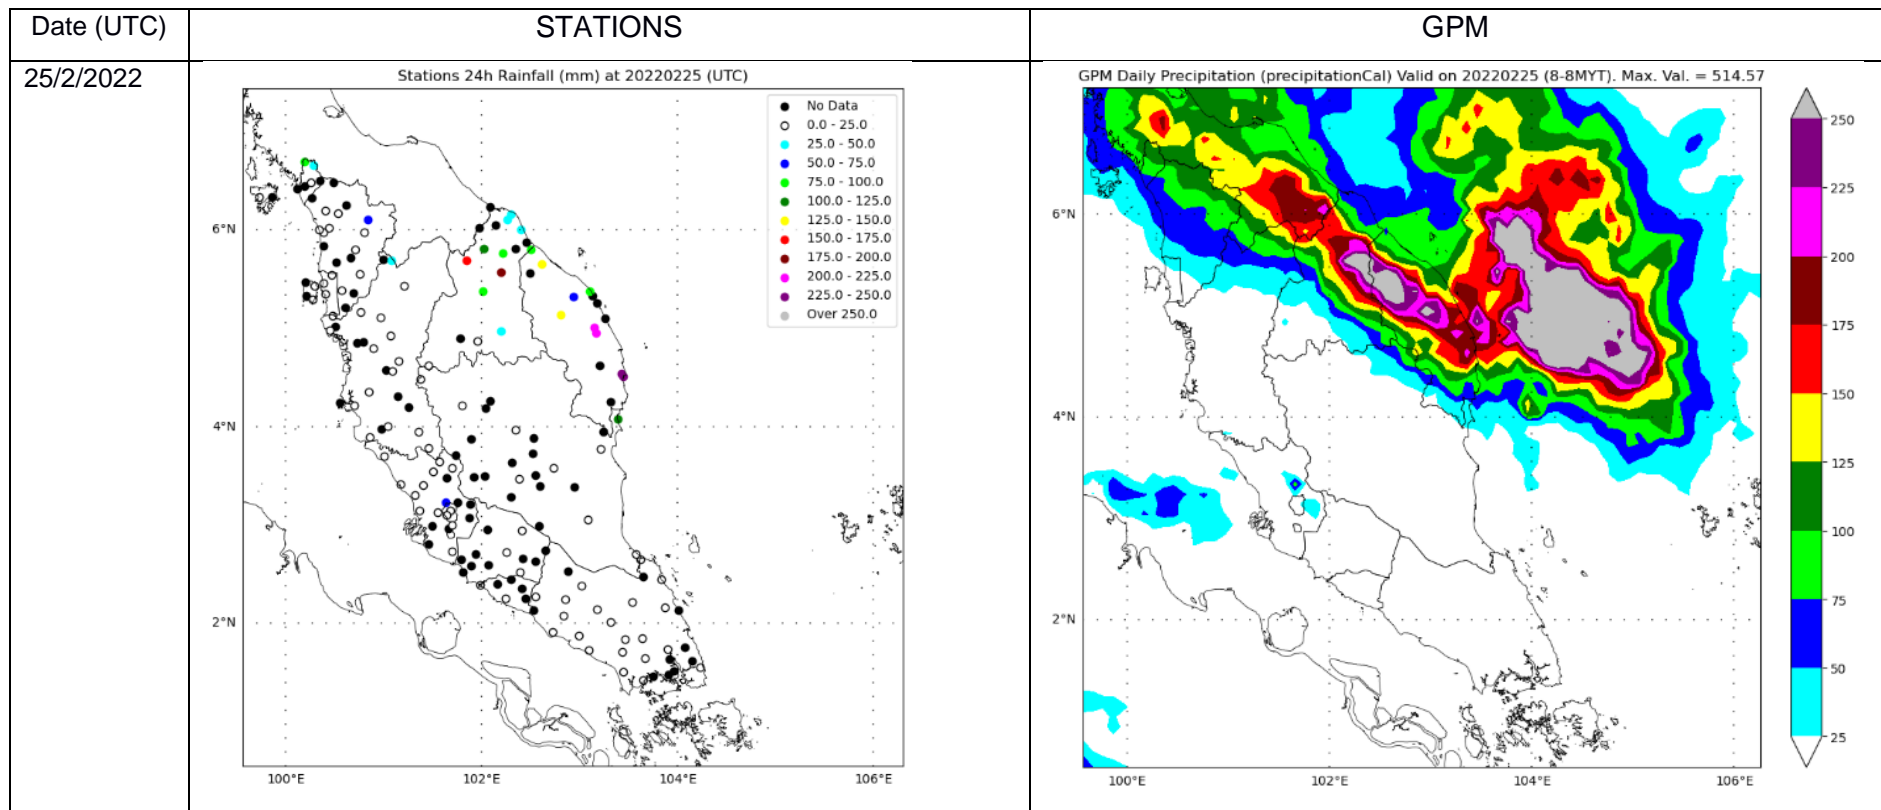 Date (UTC)
STATIONS
GPM
25/2/2022
Stations 24h Rainfall (mm) at 20220225 (UTC)
No Data
0.0 - 25.0
25.0 - 50.0
50.0 - 75.0
75.0 - 100.0
100.0 - 125.0
125.0 - 150.0
150.0 - 175.0
175.0 - 200.0
200.0 - 225.0
225.0 - 250.0
Over 250.0
6°N
4°N
2°N
100°E
102°E
104°E
106°E
GPM Daily Precipitation (precipitationCal) Valid on 20220225 (8-8MYT). Max. Val. = 514.57
6°N
4°N
2°N
100°E
102°E
104°E
106°E
250
225
200
175
150
125
100
75
50
25